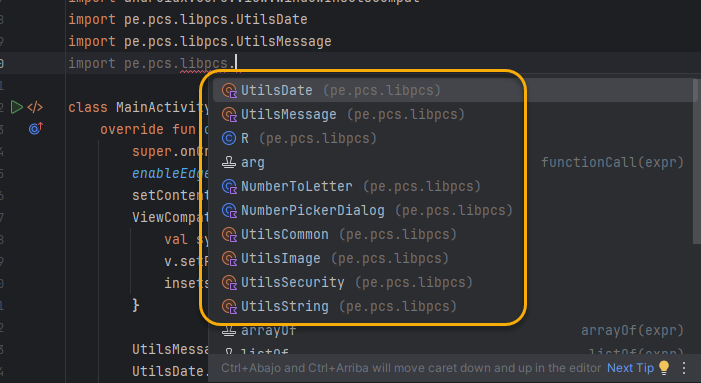 import pe.pcs.libpcs.UtilsDate
import pe.pcs.libpcs.UtilsMessage
import pe.pcs.libpcs.
UtilsDate (pe.pcs.libpcs)
UtilsMessage (pe.pcs.libpcs)
R (pe.pcs.libpcs)
arg functionCall(expr)
NumberToLetter (pe.pcs.libpcs)
NumberPickerDialog (pe.pcs.libpcs)
UtilsCommon (pe.pcs.libpcs)
UtilsImage (pe.pcs.libpcs)
UtilsSecurity (pe.pcs.libpcs)
UtilsString (pe.pcs.libpcs)
arrayOf arrayOf(expr)
listOf listOf(expr)
Ctrl+Abajo and Ctrl+Arriba will move caret down and up in the editor Next Tip
class MainActivity
override fun
super.onCr
enableEdge
setContent
ViewCompat
val sy
v.setP
insets
}
UtilsMessa
UtilsDate.